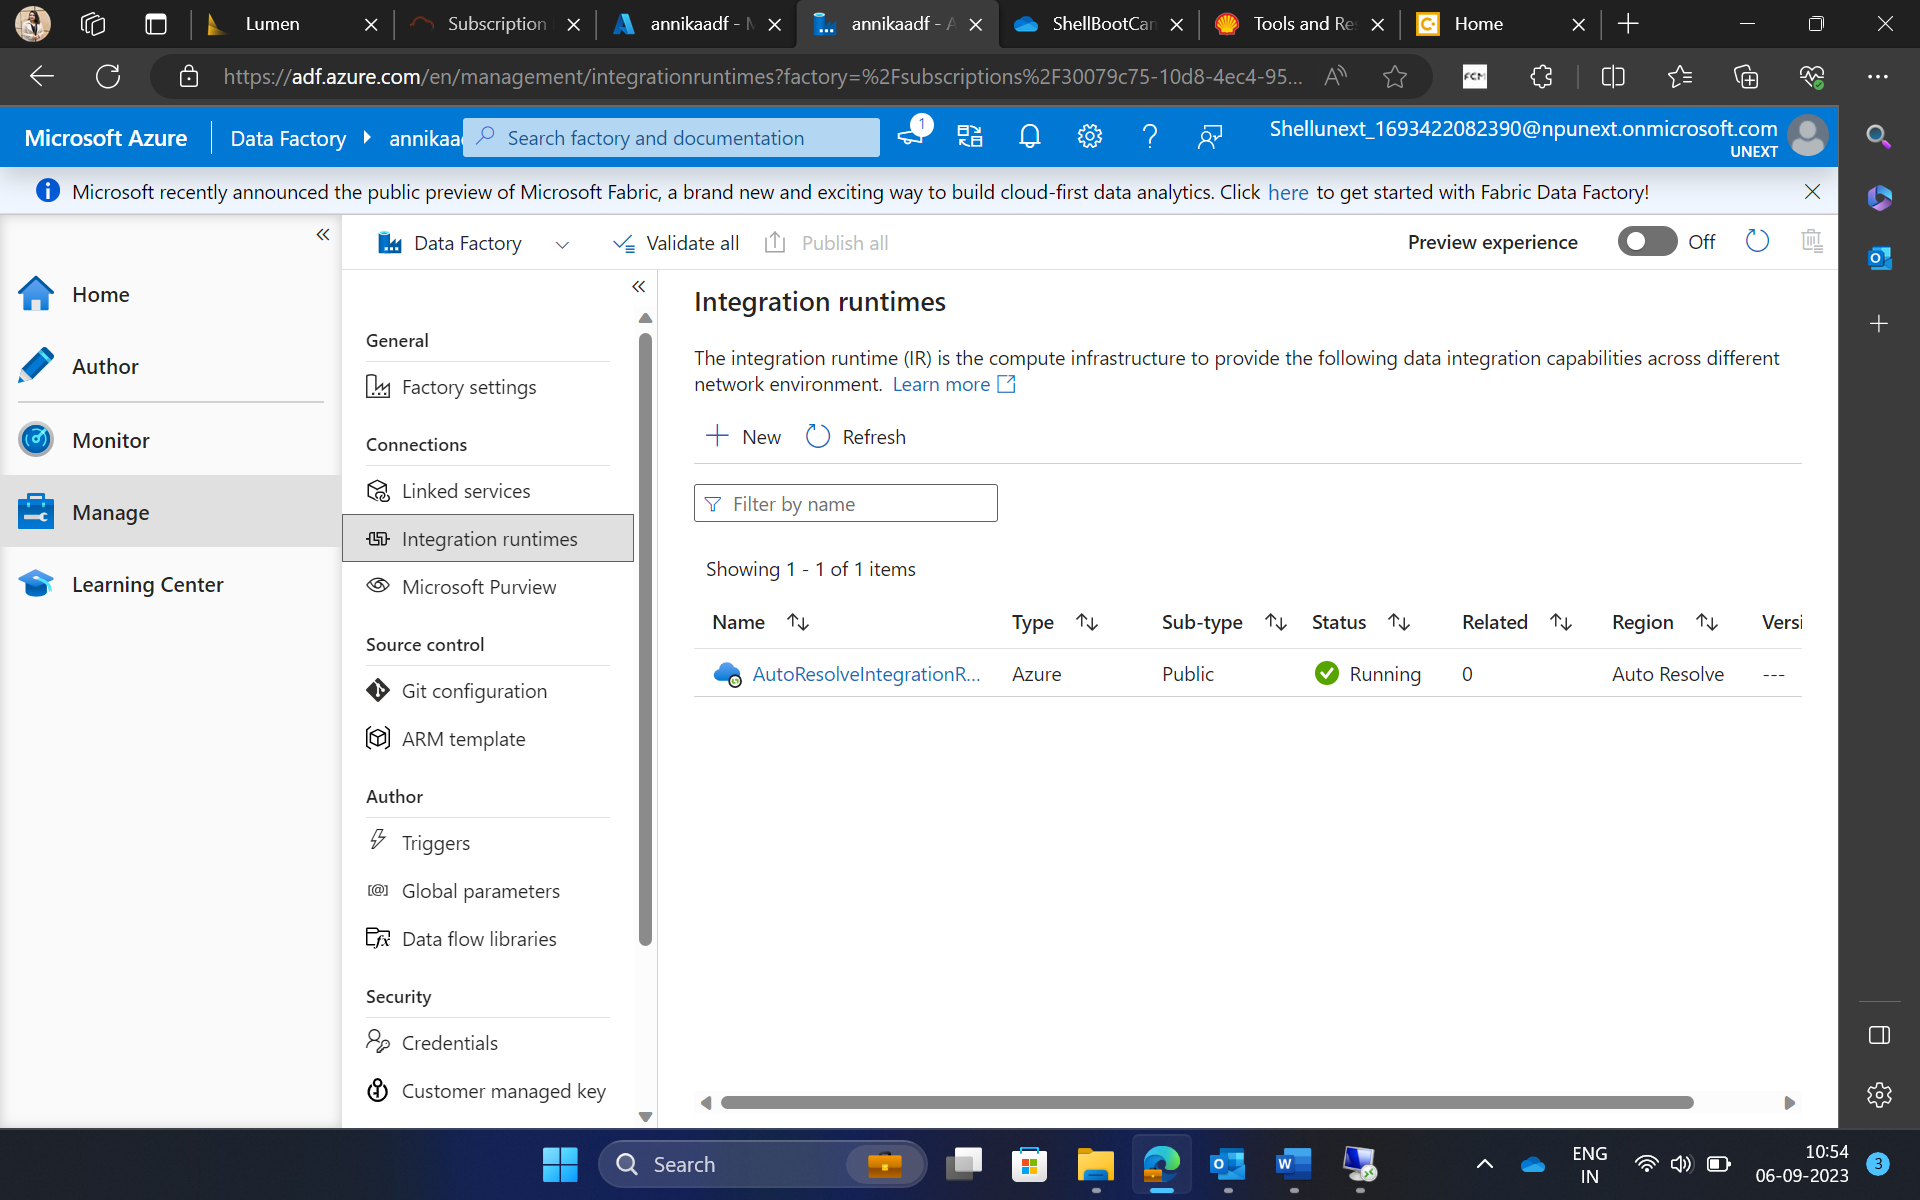 Lumen
Subscription
annikaadf - M
annikaadf - A
ShellBootCam
Tools and Re
Home
https://adf.azure.com/en/management/integrationruntimes?factory=%2Fsubscriptions%2F30079c75-10d8-4ec4-95...
FCM
Microsoft Azure
Data Factory
annikaa
Search factory and documentation
1
Shellunext_1693422082390@npunext.onmicrosoft.com
UNEXT
Microsoft recently announced the public preview of Microsoft Fabric, a brand new and exciting way to build cloud-first data analytics. Click here to get started with Fabric Data Factory!
Home
Author
Monitor
Manage
Learning Center
Data Factory
Validate all
Publish all
Preview experience
Off
General
Factory settings
Connections
Linked services
Integration runtimes
Microsoft Purview
Source control
Git configuration
ARM template
Author
Triggers
Global parameters
Data flow libraries
Security
Credentials
Customer managed key
Integration runtimes
The integration runtime (IR) is the compute infrastructure to provide the following data integration capabilities across different
network environment. Learn more
New
Refresh
Filter by name
Showing 1 - 1 of 1 items
Name Type Sub-type Status Related Region Versi
AutoResolveIntegrationR... Azure Public Running 0 Auto Resolve ---
Search
ENG
IN
10:54
06-09-2023
3